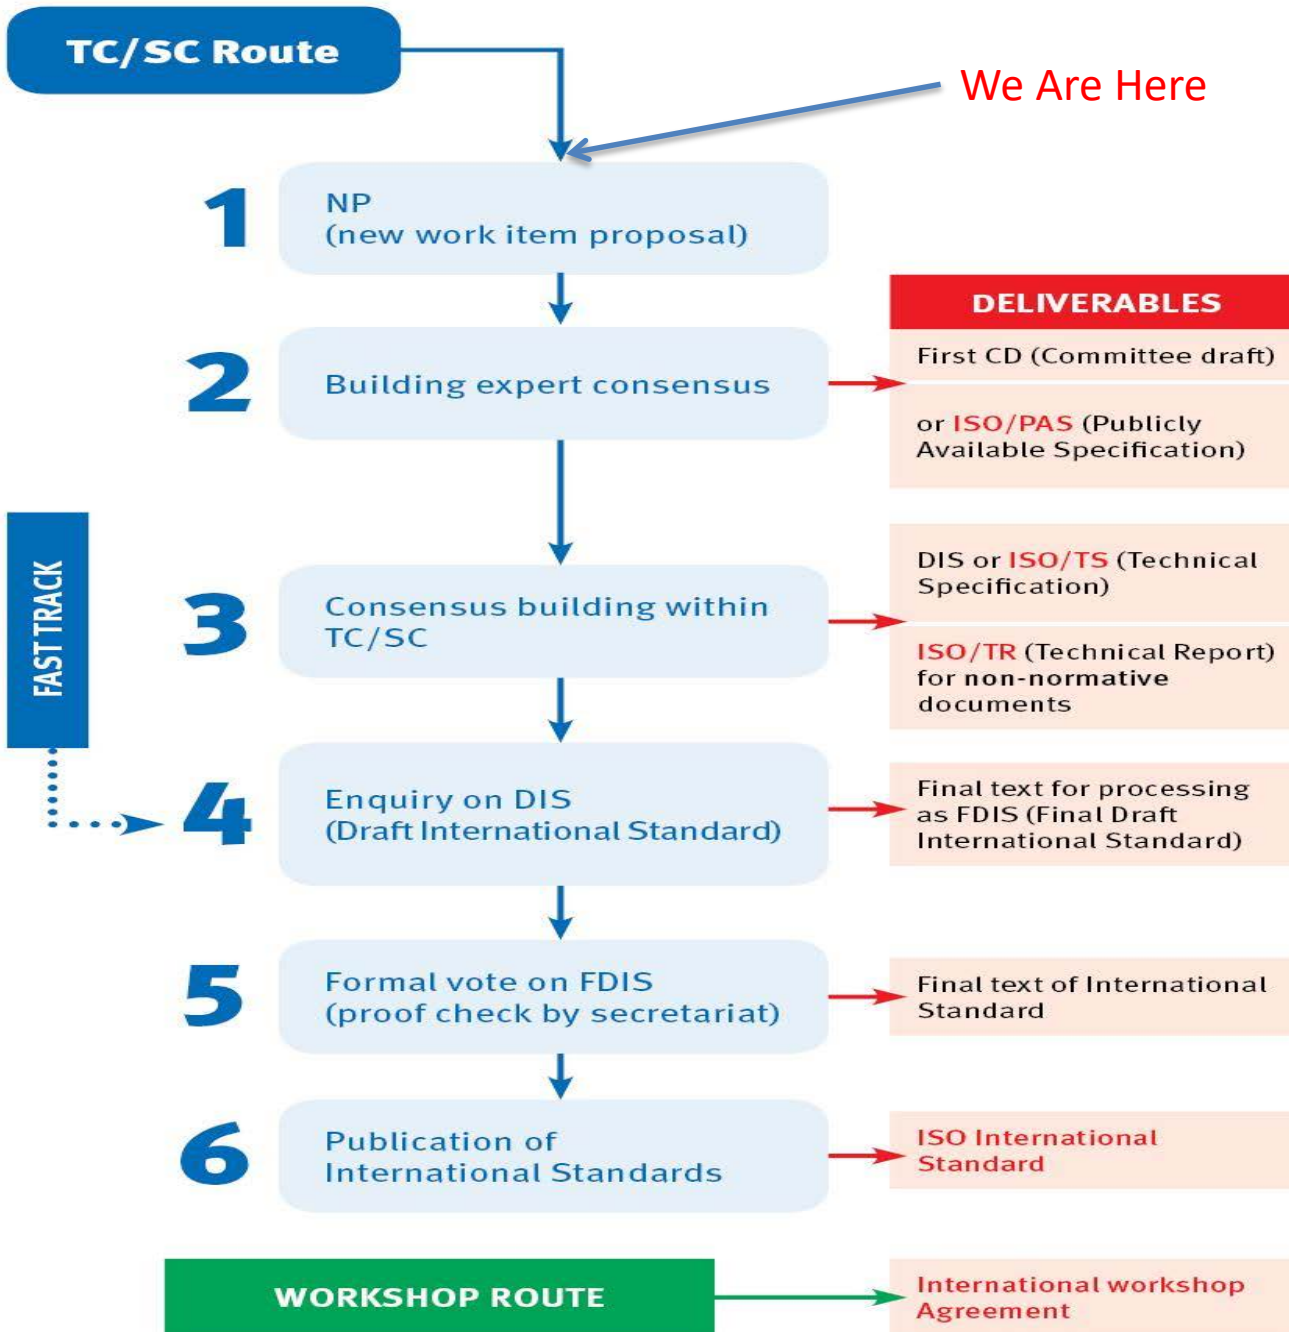 TC/SC Route
We Are Here
1
NP
(new work item proposal)
2
Building expert consensus
DELIVERABLES
First CD (Committee draft)
or ISO/PAS (Publicly
Available Specification)
FAST TRACK
3
Consensus building within
TC/SC
DIS or ISO/TS (Technical
Specification)
ISO/TR (Technical Report)
for non-normative
documents
4
Enquiry on DIS
(Draft International Standard)
Final text for processing
as FDIS (Final Draft
International Standard)
5
Formal vote on FDIS
(proof check by secretariat)
Final text of International
Standard
6
Publication of
International Standards
ISO International
Standard
WORKSHOP ROUTE
International workshop
Agreement